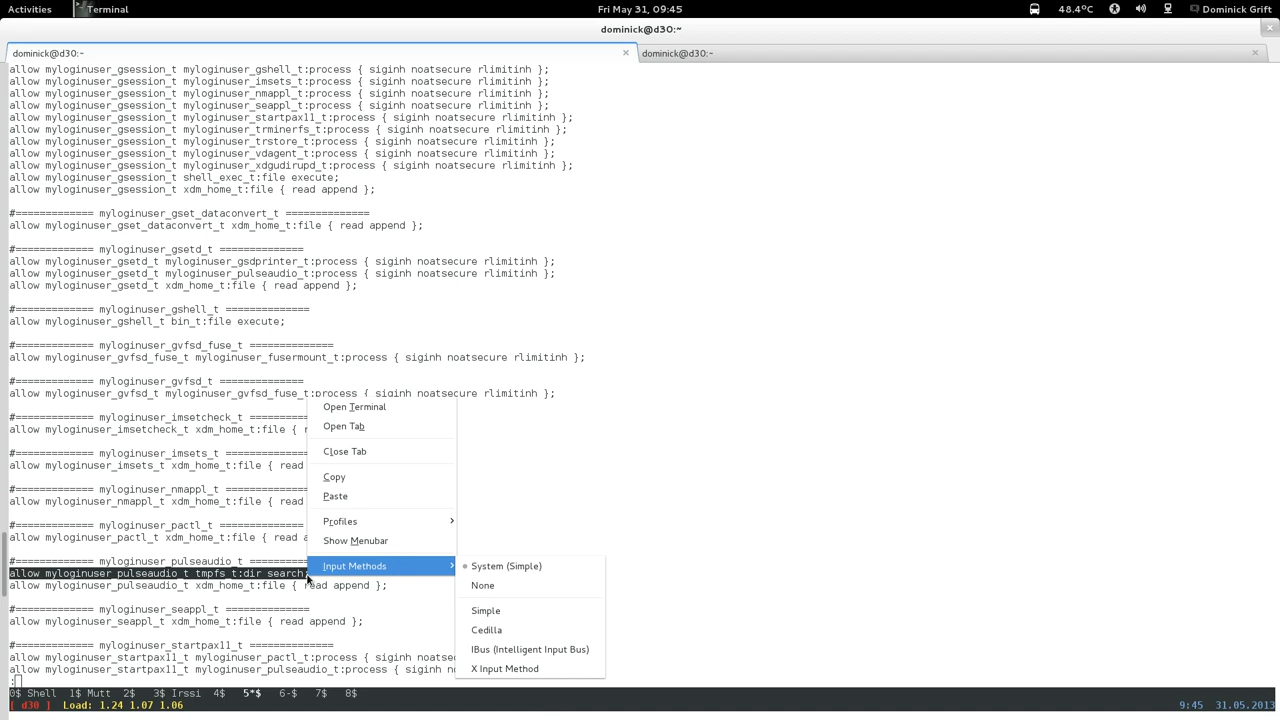 Activities Terminal Fri May 31, 09:45 48.4°C Dominick Grift
dominick@d30:~
dominick@d30:~ × dominick@d30:~ ×
allow myloginuser_gsession_t myloginuser_gshell_t:process { siginh noatsecure rlimitinh };
allow myloginuser_gsession_t myloginuser_imsets_t:process { siginh noatsecure rlimitinh };
allow myloginuser_gsession_t myloginuser_nmappl_t:process { siginh noatsecure rlimitinh };
allow myloginuser_gsession_t myloginuser_seappl_t:process { siginh noatsecure rlimitinh };
allow myloginuser_gsession_t myloginuser_startpax11_t:process { siginh noatsecure rlimitinh };
allow myloginuser_gsession_t myloginuser_trminerfs_t:process { siginh noatsecure rlimitinh };
allow myloginuser_gsession_t myloginuser_trstore_t:process { siginh noatsecure rlimitinh };
allow myloginuser_gsession_t myloginuser_vdagent_t:process { siginh noatsecure rlimitinh };
allow myloginuser_gsession_t myloginuser_xdgudirupd_t:process { siginh noatsecure rlimitinh };
allow myloginuser_gsession_t shell_exec_t:file execute;
allow myloginuser_gsession_t xdm_home_t:file { read append };
#============= myloginuser_gset_dataconvert_t ==============
allow myloginuser_gset_dataconvert_t xdm_home_t:file { read append };
#============= myloginuser_gsetd_t ==============
allow myloginuser_gsetd_t myloginuser_gsdprinter_t:process { siginh noatsecure rlimitinh };
allow myloginuser_gsetd_t myloginuser_pulseaudio_t:process { siginh noatsecure rlimitinh };
allow myloginuser_gsetd_t xdm_home_t:file { read append };
#============= myloginuser_gshell_t ==============
allow myloginuser_gshell_t bin_t:file execute;
#============= myloginuser_gvfsd_fuse_t ==============
allow myloginuser_gvfsd_fuse_t myloginuser_fusermount_t:process { siginh noatsecure rlimitinh };
#============= myloginuser_gvfsd_t ==============
allow myloginuser_gvfsd_t myloginuser_gvfsd_fuse_t:process { siginh noatsecure rlimitinh };
#============= myloginuser_imsetcheck_t ==========
allow myloginuser_imsetcheck_t xdm_home_t:file {
#============= myloginuser_imsets_t ==============
allow myloginuser_imsets_t xdm_home_t:file { read
#============= myloginuser_nmappl_t ==============
allow myloginuser_nmappl_t xdm_home_t:file { read
#============= myloginuser_pactl_t ==============
allow myloginuser_pactl_t xdm_home_t:file { read
#============= myloginuser_pulseaudio_t ==========
allow myloginuser_pulseaudio_t tmpfs_t:dir search;
allow myloginuser_pulseaudio_t xdm_home_t:file { read append };
#============= myloginuser_seappl_t ==============
allow myloginuser_seappl_t xdm_home_t:file { read append };
#============= myloginuser_startpax11_t ==============
allow myloginuser_startpax11_t myloginuser_pactl_t:process { siginh noatsec
allow myloginuser_startpax11_t myloginuser_pulseaudio_t:process { siginh no
:
Open Terminal
Open Tab
Close Tab
Copy
Paste
Profiles
Show Menubar
Input Methods
System (Simple)
None
Simple
Cedilla
IBus (Intelligent Input Bus)
X Input Method
0$ Shell 1$ Mutt 2$ 3$ Irssi 4$ 5*$ 6-$ 7$ 8$
[ d30 ] Load: 1.24 1.07 1.06 9:45 31.05.2013